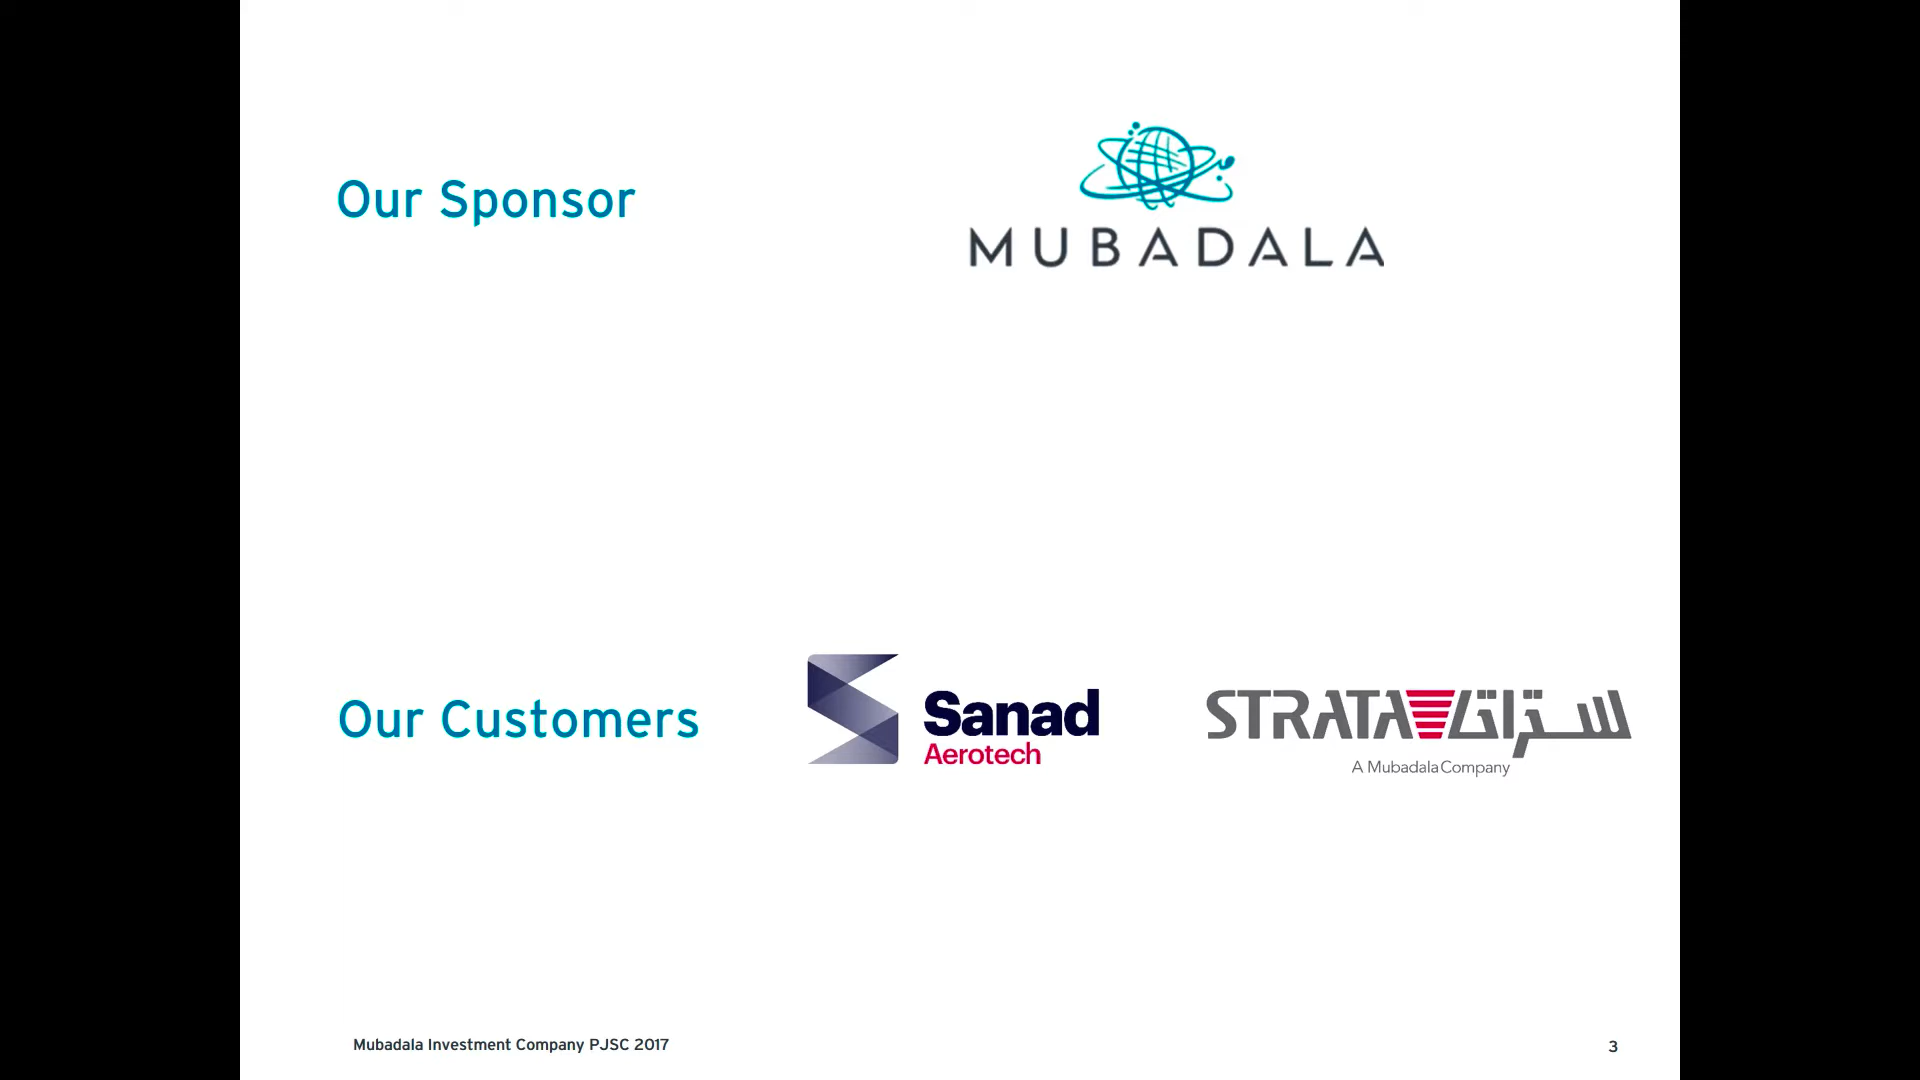 Our Sponsor
MUBADALA
Our Customers
Sanad
Aerotech
STRATA ستراتا
A Mubadala Company
Mubadala Investment Company PJSC 2017
3